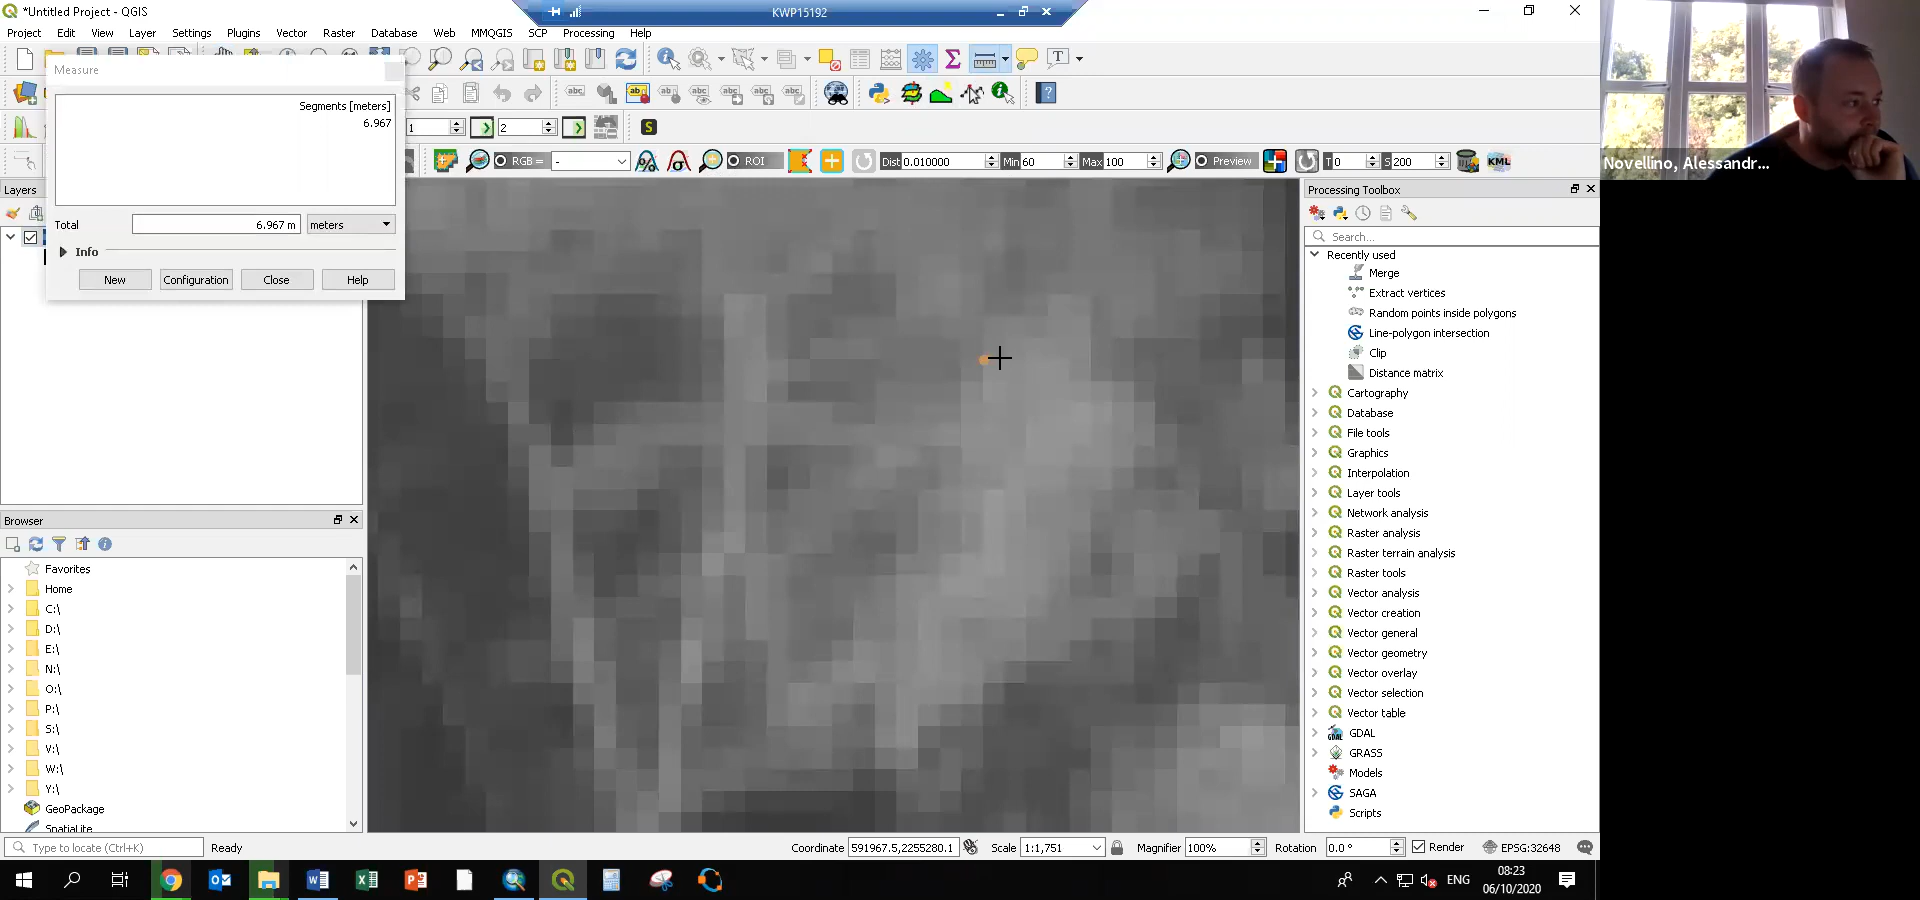 *Untitled Project - QGIS
KWP15192
Project Edit View Layer Settings Plugins Vector Raster Database Web MMQGIS SCP Processing Help
Measure
Segments [meters]
6.967
Total 6.967 m meters
Info
New Configuration Close Help
1 2 S
RGB = - ROI Dist 0.010000 Min 60 Max 100 Preview T 0 S 200 KML
Novellino, Alessandr...
Layers
Processing Toolbox
Search...
Recently used
Merge
Extract vertices
Random points inside polygons
Line-polygon intersection
Clip
Distance matrix
Cartography
Database
File tools
Graphics
Interpolation
Layer tools
Network analysis
Raster analysis
Raster terrain analysis
Raster tools
Vector analysis
Vector creation
Vector general
Vector geometry
Vector overlay
Vector selection
Vector table
GDAL
GRASS
Models
SAGA
Scripts
Browser
Favorites
Home
C:\
D:\
E:\
N:\
O:\
P:\
S:\
V:\
W:\
Y:\
GeoPackage
SpatiaLite
Type to locate (Ctrl+K) Ready Coordinate 591967.5,2255280.1 Scale 1:1,751 Magnifier 100% Rotation 0.0 ° Render EPSG:32648
ENG
08:23
06/10/2020